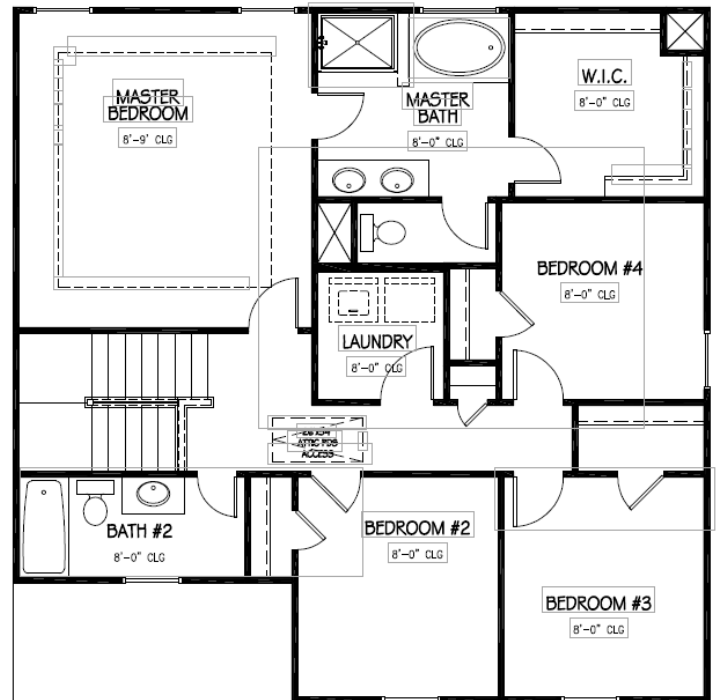 MASTER
BEDROOM
8'-9' CLG
MASTER
BATH
8'-0" CLG
W.I.C.
8'-0" CLG
BEDROOM #4
8'-0" CLG
LAUNDRY
8'-0" CLG
ATTIC PDS
ACCESS
BATH #2
8'-0" CLG
BEDROOM #2
8'-0" CLG
BEDROOM #3
8'-0" CLG